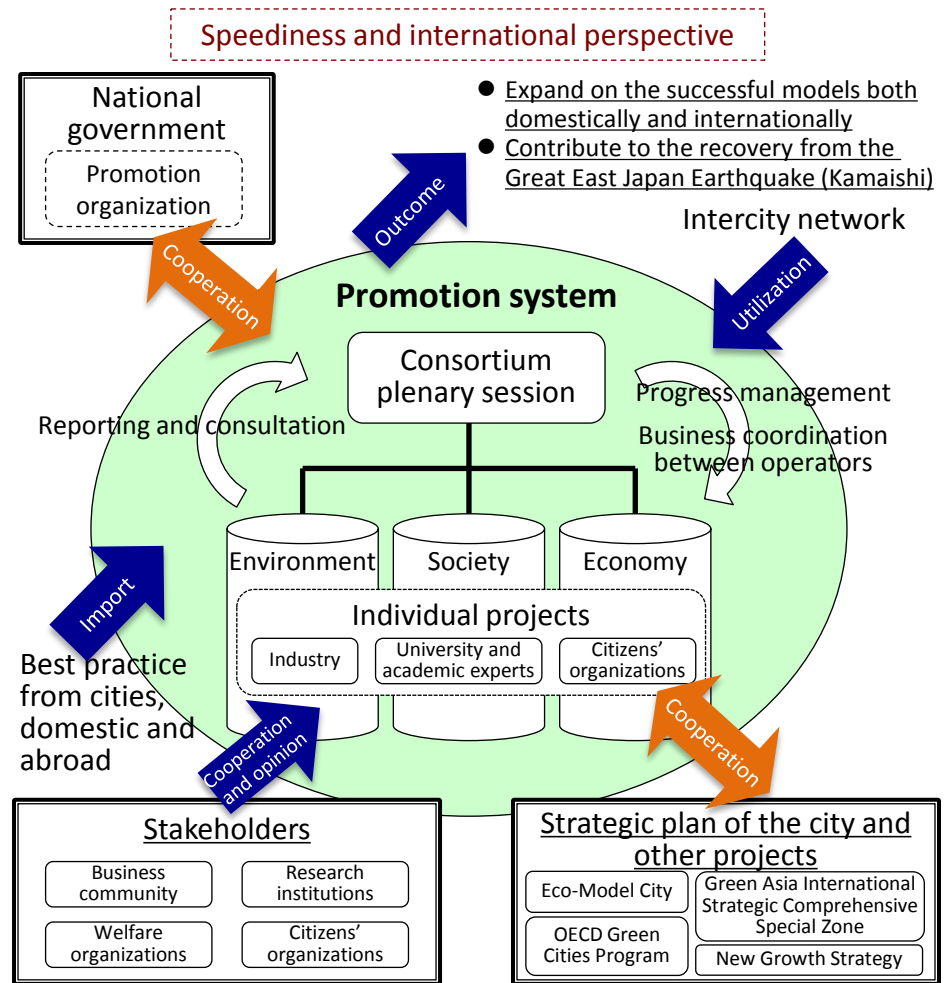 Speediness and international perspective
National
government
Promotion
organization
● Expand on the successful models both
domestically and internationally
● Contribute to the recovery from the
Great East Japan Earthquake (Kamaishi)
Outcome
Intercity network
Cooperation
Utilization
Promotion system
Consortium
plenary session
Reporting and consultation
Progress management
Business coordination
between operators
Environment
Society
Economy
Individual projects
Industry
University and
academic experts
Citizens'
organizations
Import
Best practice
from cities,
domestic and
abroad
Cooperation
and opinion
Cooperation
Stakeholders
Business
community
Research
institutions
Welfare
organizations
Citizens'
organizations
Strategic plan of the city and
other projects
Eco-Model City
Green Asia International
Strategic Comprehensive
Special Zone
OECD Green
Cities Program
New Growth Strategy